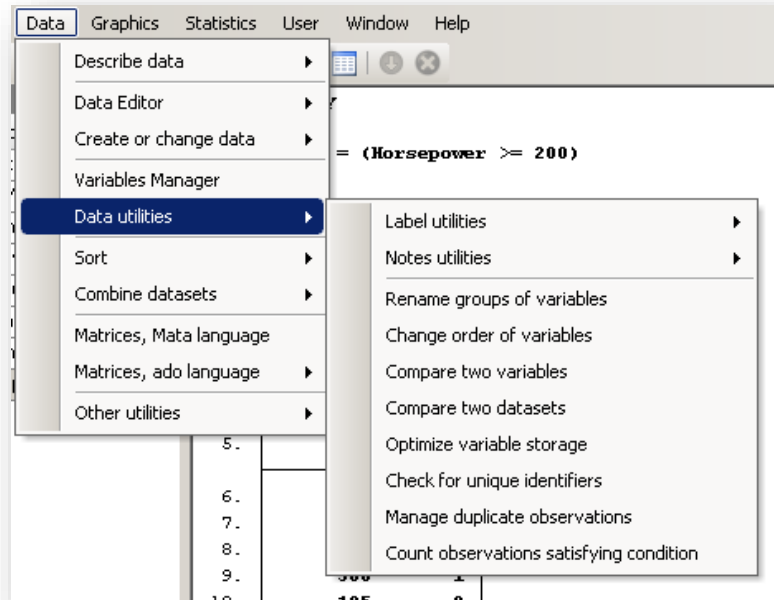 Data Graphics Statistics User Window Help
Describe data
Data Editor
Create or change data
= (Horsepower >= 200)
Variables Manager
Data utilities
Label utilities
Sort
Notes utilities
Combine datasets
Rename groups of variables
Matrices, Mata language
Change order of variables
Matrices, ado language
Compare two variables
Other utilities
Compare two datasets
5.
Optimize variable storage
Check for unique identifiers
6.
Manage duplicate observations
7.
8.
Count observations satisfying condition
9.